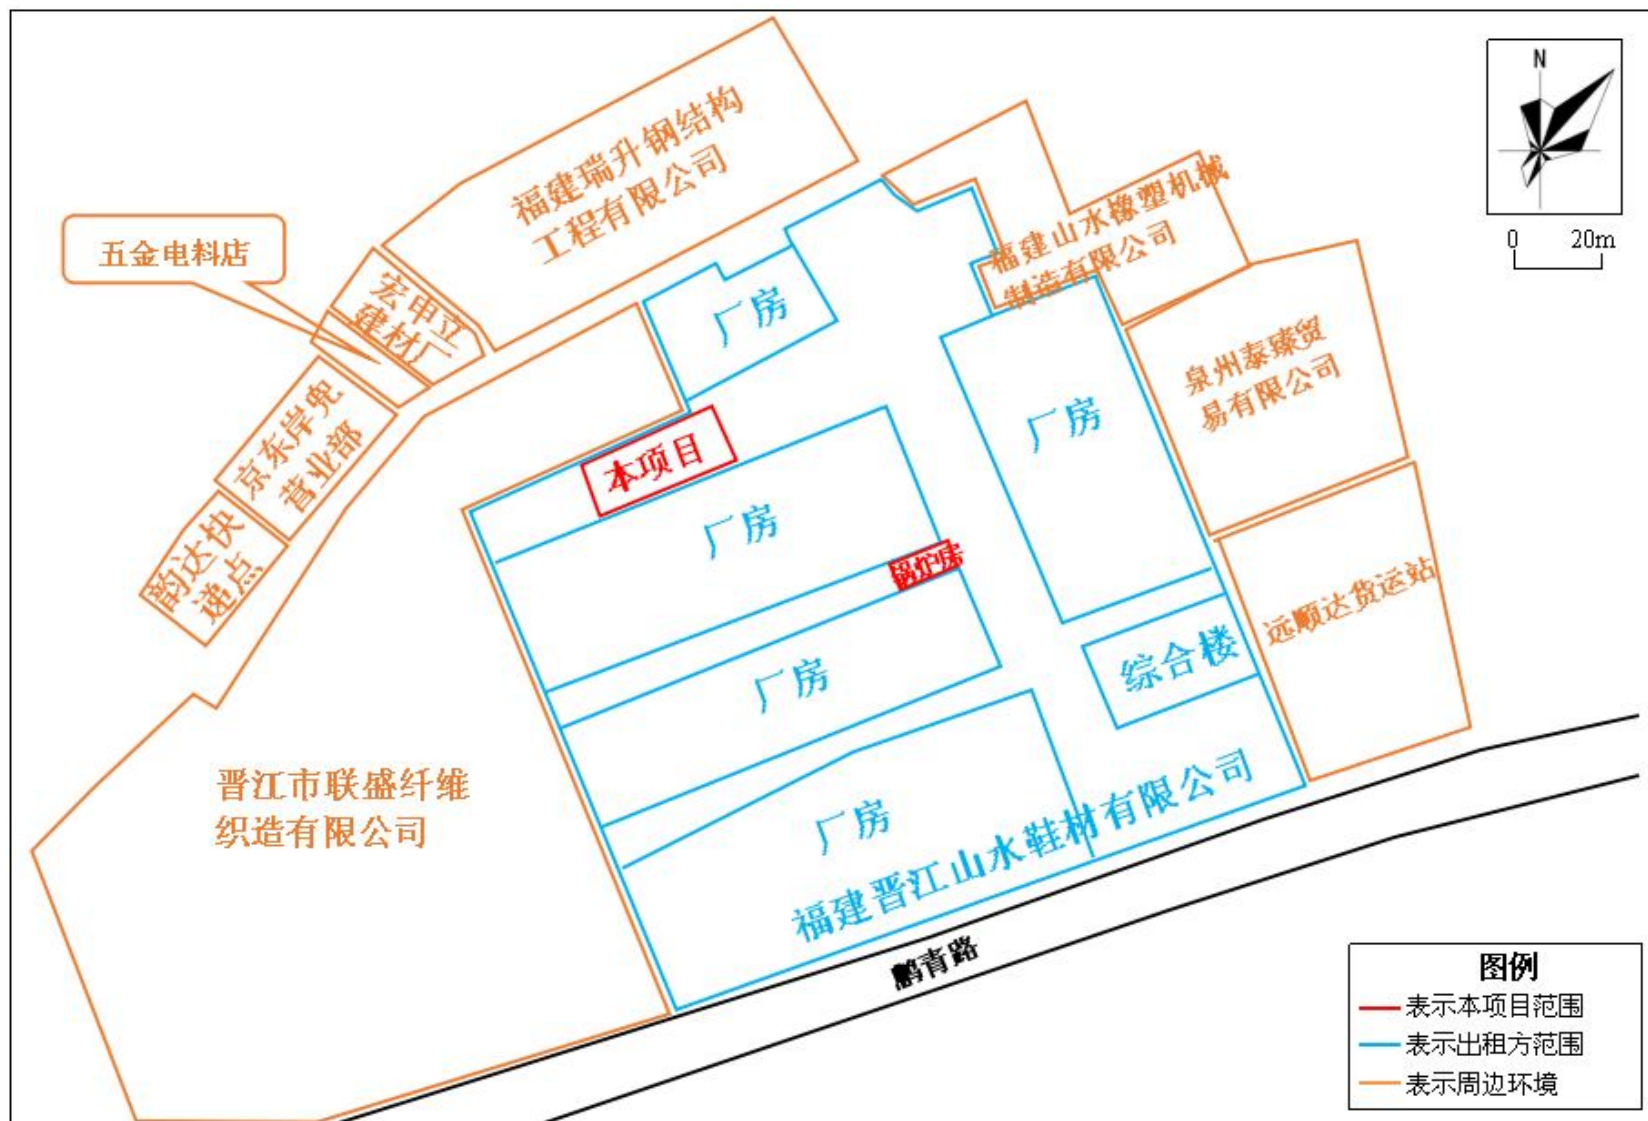 N
0 20m
福建瑞升钢结构
工程有限公司
五金电料店
宏申立
建材厂
福建山水橡塑机械
制造有限公司
厂房
泉州泰臻贸
易有限公司
京东岸兜
营业部
厂房
本项目
厂房
韵达快
递点
锅炉房
远顺达货运站
厂房
综合楼
晋江市联盛纤维
织造有限公司
厂房
福建晋江山水鞋材有限公司
鹏青路
图例
表示本项目范围
表示出租方范围
表示周边环境